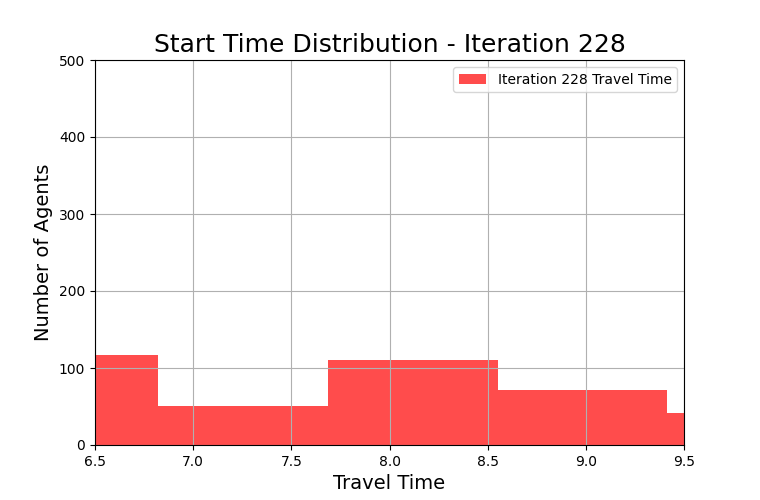 Start Time Distribution - Iteration 228
500
Iteration 228 Travel Time
400
300
200
100
0
Number of Agents
6.5 7.0 7.5 8.0 8.5 9.0 9.5
Travel Time